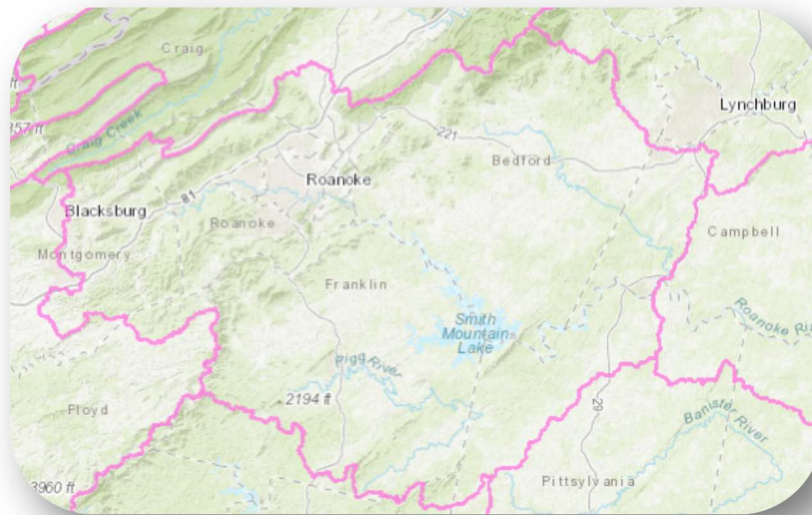 Craig
ft
357 ft
Craig Creek
Lynchburg
221
Bedford
Roanoke
81
Blacksburg
Roanoke
Campbell
Montgomery
Franklin
Roanoke Ri
Smith
Mountain
Lake
Pigg River
2194 ft
Floyd
29
Banister River
Pittsylvania
3960 ft